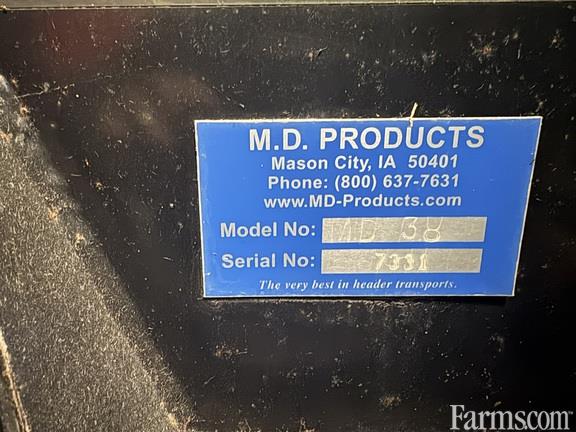 M.D. PRODUCTS
Mason City, IA 50401
Phone: (800) 637-7631
www.MD-Products.com
Model No: MD 38
Serial No: 7331
The very best in header transports.
Farms.com